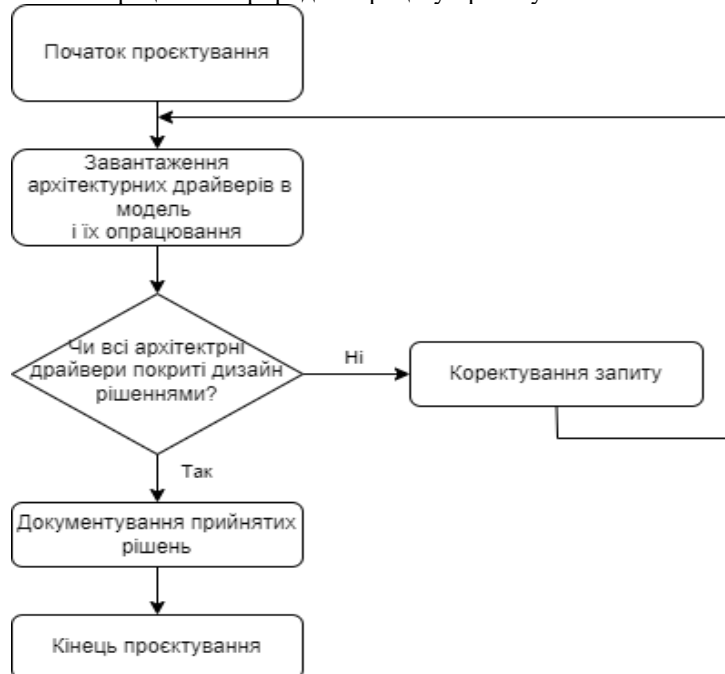 Початок проєктування
Завантаження
архітектурних драйверів в
модель
і їх опрацювання
Чи всі архітектрні
драйвери покриті дизайн
рішеннями?
Ні
Коректування запиту
Так
Документування прийнятих
рішень
Кінець проєктування